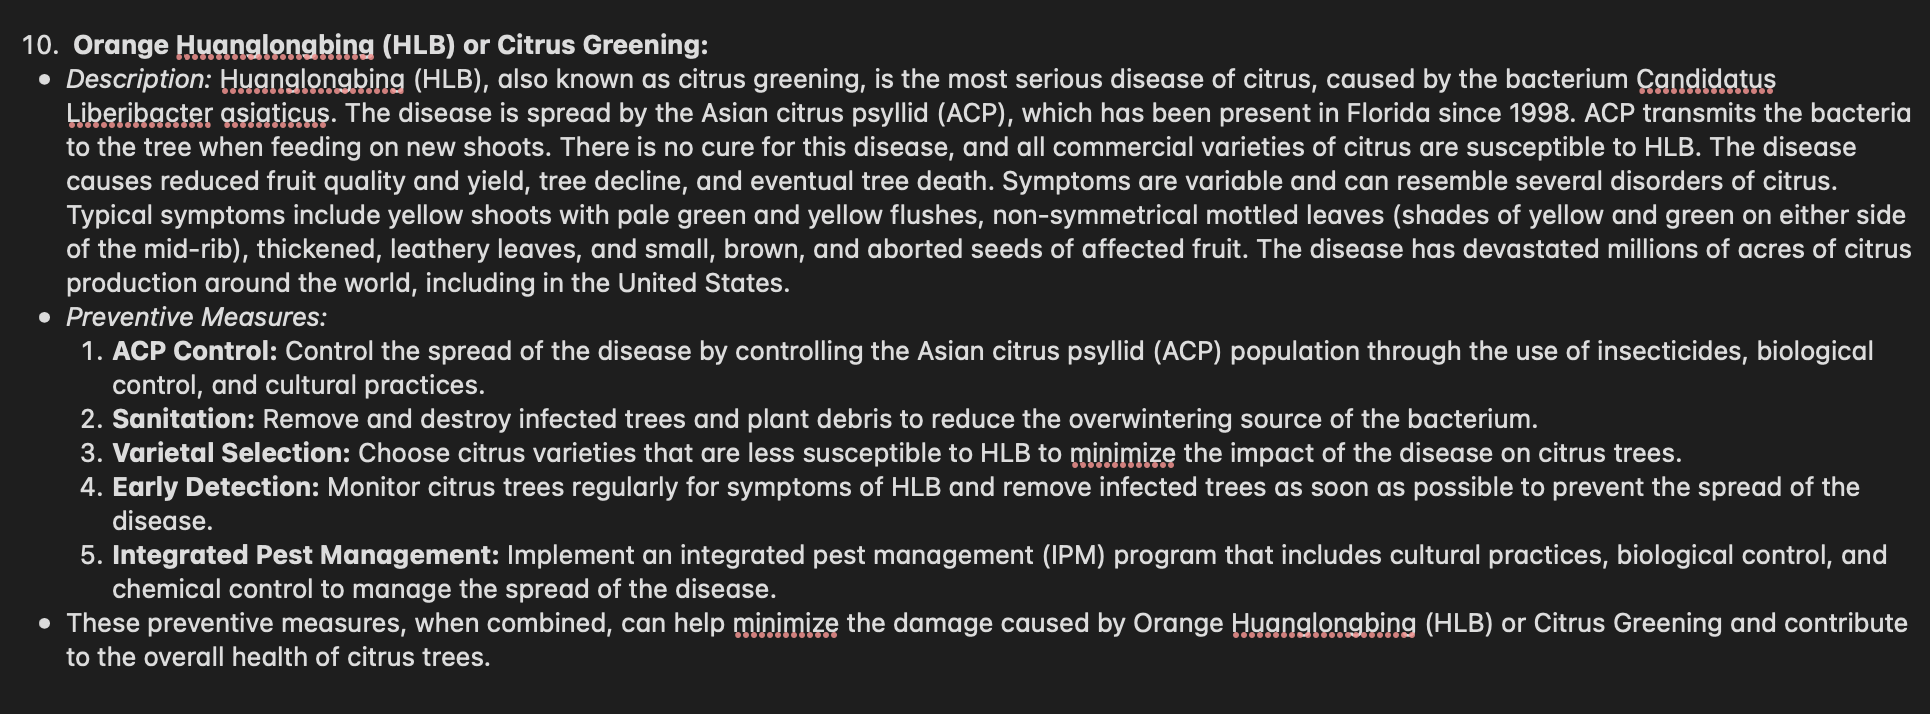 10. Orange Huanglongbing (HLB) or Citrus Greening:
• Description: Huanglongbing (HLB), also known as citrus greening, is the most serious disease of citrus, caused by the bacterium Candidatus
Liberibacter asiaticus. The disease is spread by the Asian citrus psyllid (ACP), which has been present in Florida since 1998. ACP transmits the bacteria
to the tree when feeding on new shoots. There is no cure for this disease, and all commercial varieties of citrus are susceptible to HLB. The disease
causes reduced fruit quality and yield, tree decline, and eventual tree death. Symptoms are variable and can resemble several disorders of citrus.
Typical symptoms include yellow shoots with pale green and yellow flushes, non-symmetrical mottled leaves (shades of yellow and green on either side
of the mid-rib), thickened, leathery leaves, and small, brown, and aborted seeds of affected fruit. The disease has devastated millions of acres of citrus
production around the world, including in the United States.
• Preventive Measures:
1. ACP Control: Control the spread of the disease by controlling the Asian citrus psyllid (ACP) population through the use of insecticides, biological
control, and cultural practices.
2. Sanitation: Remove and destroy infected trees and plant debris to reduce the overwintering source of the bacterium.
3. Varietal Selection: Choose citrus varieties that are less susceptible to HLB to minimize the impact of the disease on citrus trees.
4. Early Detection: Monitor citrus trees regularly for symptoms of HLB and remove infected trees as soon as possible to prevent the spread of the
disease.
5. Integrated Pest Management: Implement an integrated pest management (IPM) program that includes cultural practices, biological control, and
chemical control to manage the spread of the disease.
• These preventive measures, when combined, can help minimize the damage caused by Orange Huanglongbing (HLB) or Citrus Greening and contribute
to the overall health of citrus trees.